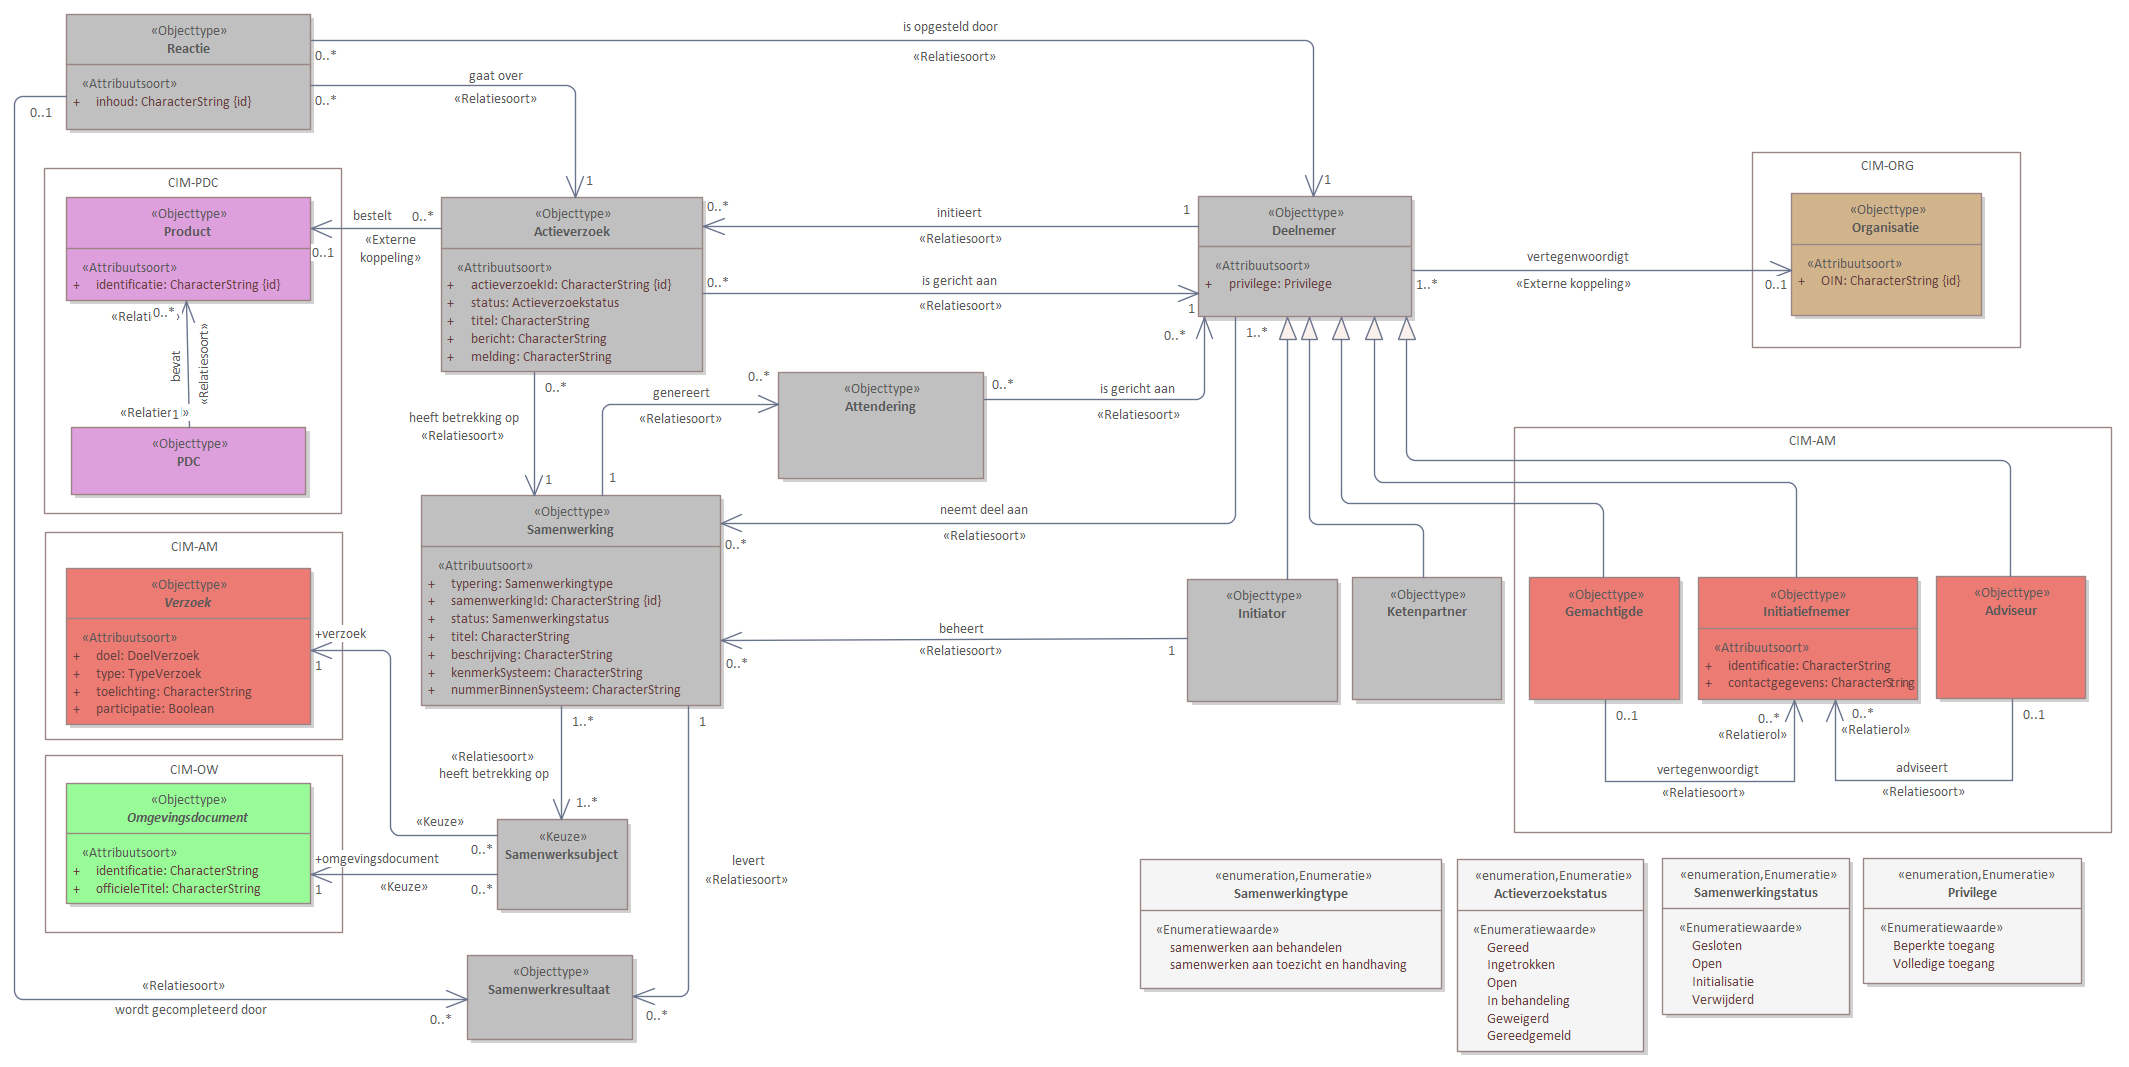 «Objecttype»
Reactie
«Attribuutsoort»
+ inhoud: CharacterString {id}
0..*
0..*
0..1
is opgesteld door
«Relatiesoort»
gaat over
«Relatiesoort»
1
1
CIM-PDC
«Objecttype»
Product
«Attribuutsoort»
+ identificatie: CharacterString {id}
bestelt
0..*
«Externe
koppeling»
0..1
«Relati
0..*
bevat
«Relatiesoort»
«Relatier
1
»
«Objecttype»
PDC
«Objecttype»
Actieverzoek
«Attribuutsoort»
+ actieverzoekId: CharacterString {id}
+ status: Actieverzoekstatus
+ titel: CharacterString
+ bericht: CharacterString
+ melding: CharacterString
0..*
initieert
1
«Relatiesoort»
0..*
is gericht aan
«Relatiesoort»
1
«Objecttype»
Deelnemer
«Attribuutsoort»
+ privilege: Privilege
vertegenwoordigt
1..*
«Externe koppeling»
0..1
CIM-ORG
«Objecttype»
Organisatie
«Attribuutsoort»
+ OIN: CharacterString {id}
0..*
heeft betrekking op
«Relatiesoort»
1
genereert
«Relatiesoort»
0..*
1
«Objecttype»
Attendering
0..*
is gericht aan
«Relatiesoort»
0..*
1..*
neemt deel aan
«Relatiesoort»
0..*
«Objecttype»
Samenwerking
«Attribuutsoort»
+ typering: Samenwerkingtype
+ samenwerkingId: CharacterString {id}
+ status: Samenwerkingstatus
+ titel: CharacterString
+ beschrijving: CharacterString
+ kenmerkSysteem: CharacterString
+ nummerBinnenSysteem: CharacterString
beheert
«Relatiesoort»
0..*
1
«Objecttype»
Initiator
«Objecttype»
Ketenpartner
CIM-AM
«Objecttype»
Gemachtigde
«Objecttype»
Initiatiefnemer
«Attribuutsoort»
+ identificatie: CharacterString
+ contactgegevens: CharacterString
«Objecttype»
Adviseur
0..1
0..*
«Relatierol»
0..*
«Relatierol»
0..1
vertegenwoordigt
«Relatiesoort»
adviseert
«Relatiesoort»
CIM-AM
«Objecttype»
Verzoek
«Attribuutsoort»
+ doel: DoelVerzoek
+ type: TypeVerzoek
+ toelichting: CharacterString
+ participatie: Boolean
+verzoek
1
CIM-OW
«Objecttype»
Omgevingsdocument
«Attribuutsoort»
+ identificatie: CharacterString
+ officieleTitel: CharacterString
+omgevingsdocument
1
«Keuze»
0..*
«Keuze»
0..*
1..*
«Relatiesoort»
heeft betrekking op
1..*
«Keuze»
Samenwerksubject
1
levert
«Relatiesoort»
0..*
«Objecttype»
Samenwerkresultaat
«Relatiesoort»
wordt gecompleteerd door
0..*
«enumeration,Enumeratie»
Samenwerkingtype
«Enumeratiewaarde»
samenwerken aan behandelen
samenwerken aan toezicht en handhaving
«enumeration,Enumeratie»
Actieverzoekstatus
«Enumeratiewaarde»
Gereed
Ingetrokken
Open
In behandeling
Geweigerd
Gereedgemeld
«enumeration,Enumeratie»
Samenwerkingstatus
«Enumeratiewaarde»
Gesloten
Open
Initialisatie
Verwijderd
«enumeration,Enumeratie»
Privilege
«Enumeratiewaarde»
Beperkte toegang
Volledige toegang